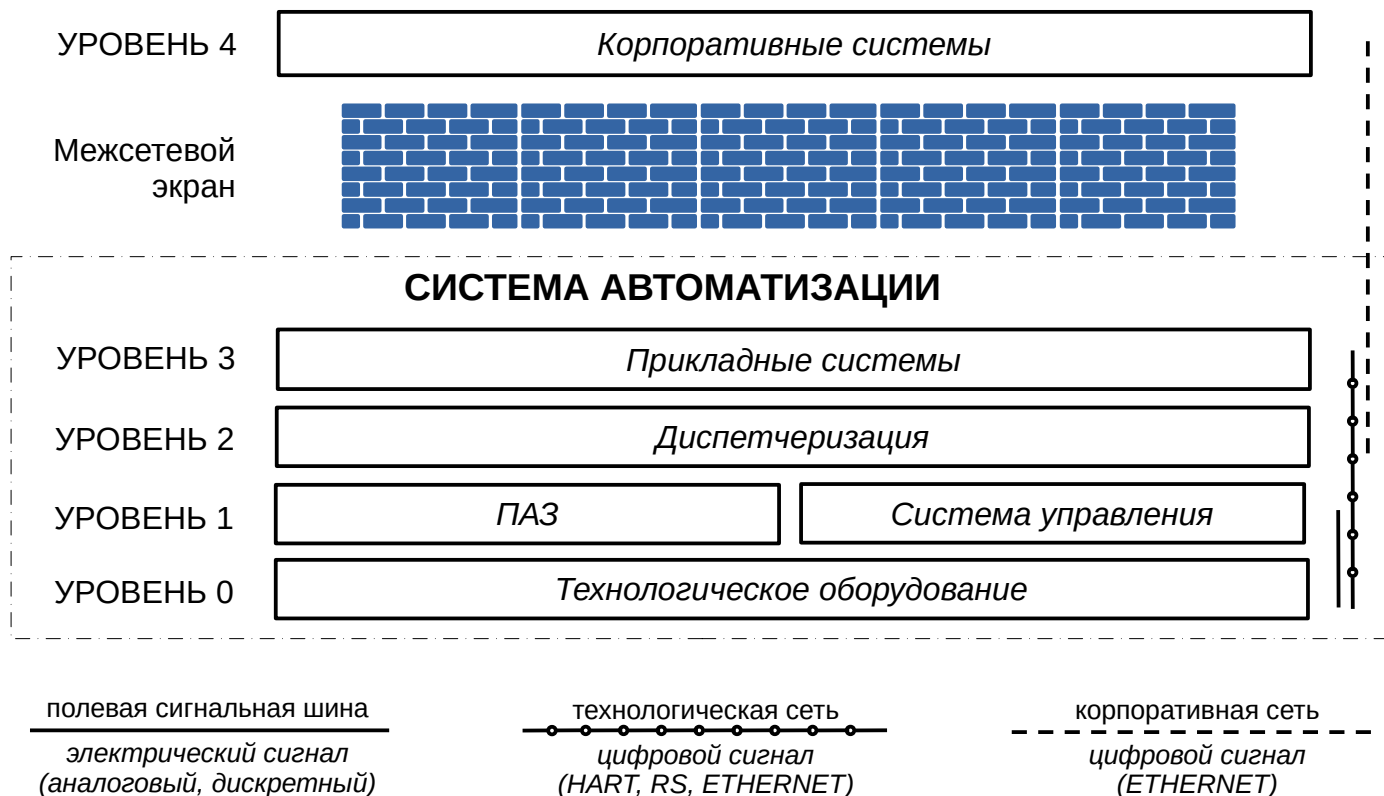 УРОВЕНЬ 4
Корпоративные системы
Межсетевой
экран
СИСТЕМА АВТОМАТИЗАЦИИ
УРОВЕНЬ 3
Прикладные системы
УРОВЕНЬ 2
Диспетчеризация
УРОВЕНЬ 1
ПАЗ
Система управления
УРОВЕНЬ 0
Технологическое оборудование
полевая сигнальная шина
электрический сигнал
(аналоговый, дискретный)
технологическая сеть
цифровой сигнал
(HART, RS, ETHERNET)
корпоративная сеть
цифровой сигнал
(ETHERNET)